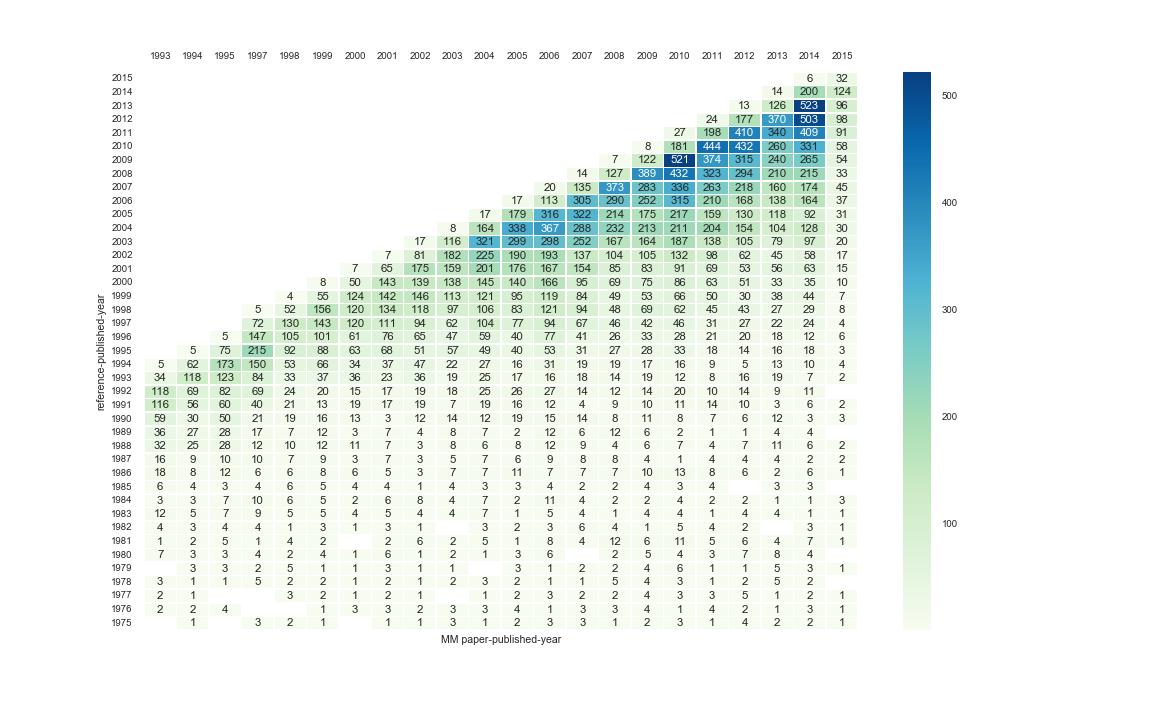 1993 1994 1995 1997 1998 1999 2000 2001 2002 2003 2004 2005 2006 2007 2008 2009 2010 2011 2012 2013 2014 2015
2015 6 32
2014 14 200 124
2013 13 126 523 96
2012 24 177 370 503 98
2011 27 198 410 340 409 91
2010 8 181 444 432 260 331 58
2009 7 122 521 374 315 240 265 54
2008 14 127 389 432 323 294 210 215 33
2007 20 135 373 283 336 263 218 160 174 45
2006 17 113 305 290 252 315 210 168 138 164 37
2005 17 179 316 322 214 175 217 159 130 118 92 31
2004 8 164 338 367 288 232 213 211 204 154 104 128 30
2003 17 116 321 299 298 252 167 164 187 138 105 79 97 20
2002 7 81 182 225 190 193 137 104 105 132 98 62 45 58 17
2001 7 65 175 159 201 176 167 154 85 83 91 69 53 56 63 15
2000 8 50 143 139 138 145 140 166 95 69 75 86 63 51 33 35 10
1999 4 55 124 142 146 113 121 95 119 84 49 53 66 50 30 38 44 7
1998 5 52 156 120 134 118 97 106 83 121 94 48 69 62 45 43 27 29 8
1997 72 130 143 120 111 94 62 104 77 94 67 46 42 46 31 27 22 24 4
1996 5 147 105 101 61 76 65 47 59 40 77 41 26 33 28 21 20 18 12 6
1995 5 75 215 92 88 63 68 51 57 49 40 53 31 27 28 33 18 14 16 18 3
1994 5 62 173 150 53 66 34 37 47 22 27 16 31 19 19 17 16 9 5 13 10 4
1993 34 118 123 84 33 37 36 23 36 19 25 17 16 18 14 19 12 8 16 19 7 2
1992 118 69 82 69 24 20 15 17 19 18 25 26 27 14 12 14 20 10 14 9 11
1991 116 56 60 40 21 13 19 17 19 7 19 16 12 4 9 10 11 14 10 3 6 2
1990 59 30 50 21 19 16 13 3 12 14 12 19 15 14 8 11 8 7 6 12 3 3
1989 36 27 28 17 7 12 3 7 4 8 7 2 12 6 12 6 2 1 1 4 4
1988 32 25 28 12 10 12 11 7 3 8 6 8 12 9 4 6 7 4 7 11 6 2
1987 16 9 10 10 7 9 3 7 3 5 7 6 9 8 8 4 1 4 4 4 2 2
1986 18 8 12 6 6 8 6 5 3 7 7 11 7 7 7 10 13 8 6 2 6 1
1985 6 4 3 4 6 5 4 4 1 4 3 3 4 2 2 4 3 4 3 3
1984 3 3 7 10 6 5 2 6 8 4 7 2 11 4 2 2 4 2 2 1 1 3
1983 12 5 7 9 5 5 4 5 4 4 7 1 5 4 1 4 4 1 4 4 1 1
1982 4 3 4 4 1 3 1 3 1 3 2 3 6 4 1 5 4 2 3 1
1981 1 2 5 1 4 2 2 6 2 5 1 8 4 12 6 11 5 6 4 7 1
1980 7 3 3 4 2 4 1 6 1 2 1 3 6 2 5 4 3 7 8 4
1979 3 3 2 5 1 1 3 1 1 3 1 2 2 4 6 1 1 5 3 1
1978 3 1 1 5 2 2 1 2 1 2 3 2 1 1 5 4 3 1 2 5 2
1977 2 1 3 2 1 2 1 1 2 3 2 2 4 3 3 5 1 2 1
1976 2 2 4 1 3 3 2 3 3 4 1 3 3 4 1 4 2 1 3 1
1975 1 3 2 1 1 1 3 1 2 3 3 1 2 3 1 4 2 2 1
MM paper-published-year
reference-published-year
500
400
300
200
100